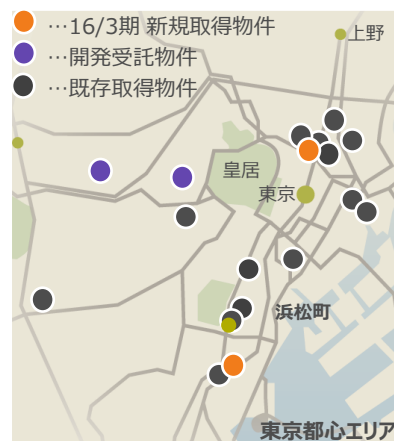 …16/3期 新規取得物件
…開発受託物件
…既存取得物件
上野
皇居
東京
浜松町
東京都心エリア